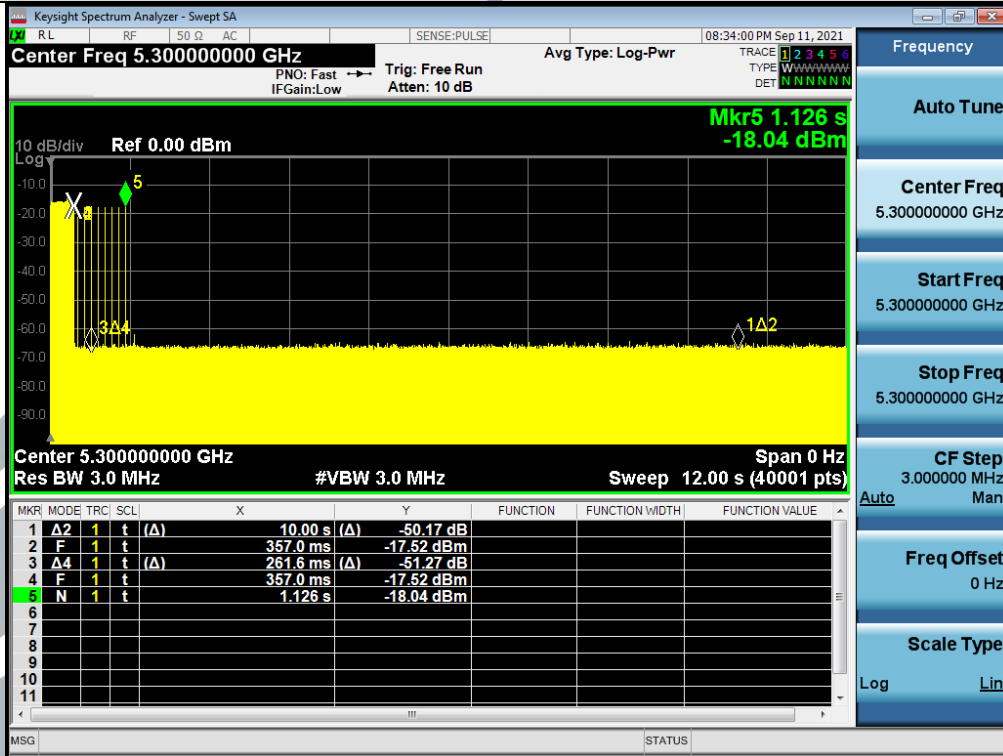 Keysight Spectrum Analyzer - Swept SA
LXI RL RF 50 Ω AC SENSE:PULSE 08:34:00 PM Sep 11, 2021
Center Freq 5.300000000 GHz
PNO: Fast
IFGain:Low
Trig: Free Run
Atten: 10 dB
Avg Type: Log-Pwr
TRACE 1 2 3 4 5 6
TYPE WWWWWW
DET N N N N N N
Mkr5 1.126 s
-18.04 dBm
10 dB/div Ref 0.00 dBm
Log
-10.0
-20.0
-30.0
-40.0
-50.0
-60.0
-70.0
-80.0
-90.0
5
4
3Δ4
1Δ2
Center 5.300000000 GHz Span 0 Hz
Res BW 3.0 MHz #VBW 3.0 MHz Sweep 12.00 s (40001 pts)
MKR MODE TRC SCL X Y FUNCTION FUNCTION WIDTH FUNCTION VALUE
1 Δ2 1 t (Δ) 10.00 s (Δ) -50.17 dB
2 F 1 t 357.0 ms -17.52 dBm
3 Δ4 1 t (Δ) 261.6 ms (Δ) -51.27 dB
4 F 1 t 357.0 ms -17.52 dBm
5 N 1 t 1.126 s -18.04 dBm
6
7
8
9
10
11
MSG STATUS
Frequency
Auto Tune
Center Freq
5.300000000 GHz
Start Freq
5.300000000 GHz
Stop Freq
5.300000000 GHz
CF Step
3.000000 MHz
Auto Man
Freq Offset
0 Hz
Scale Type
Log Lin